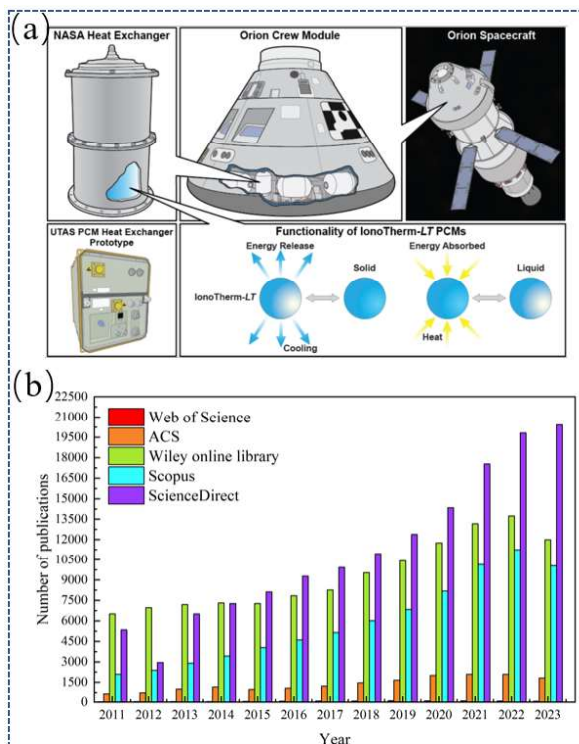 (a)
NASA Heat Exchanger
Orion Crew Module
Orion Spacecraft
UTAS PCM Heat Exchanger
Prototype
Functionality of IonoTherm-LT PCMs
Energy Release
Energy Absorbed
Solid
Liquid
IonoTherm-LT
Cooling
Heat
(b)
22500
21000
19500
18000
16500
15000
13500
12000
10500
9000
7500
6000
4500
3000
1500
0
Number of publications
Web of Science
ACS
Wiley online library
Scopus
ScienceDirect
2011 2012 2013 2014 2015 2016 2017 2018 2019 2020 2021 2022 2023
Year